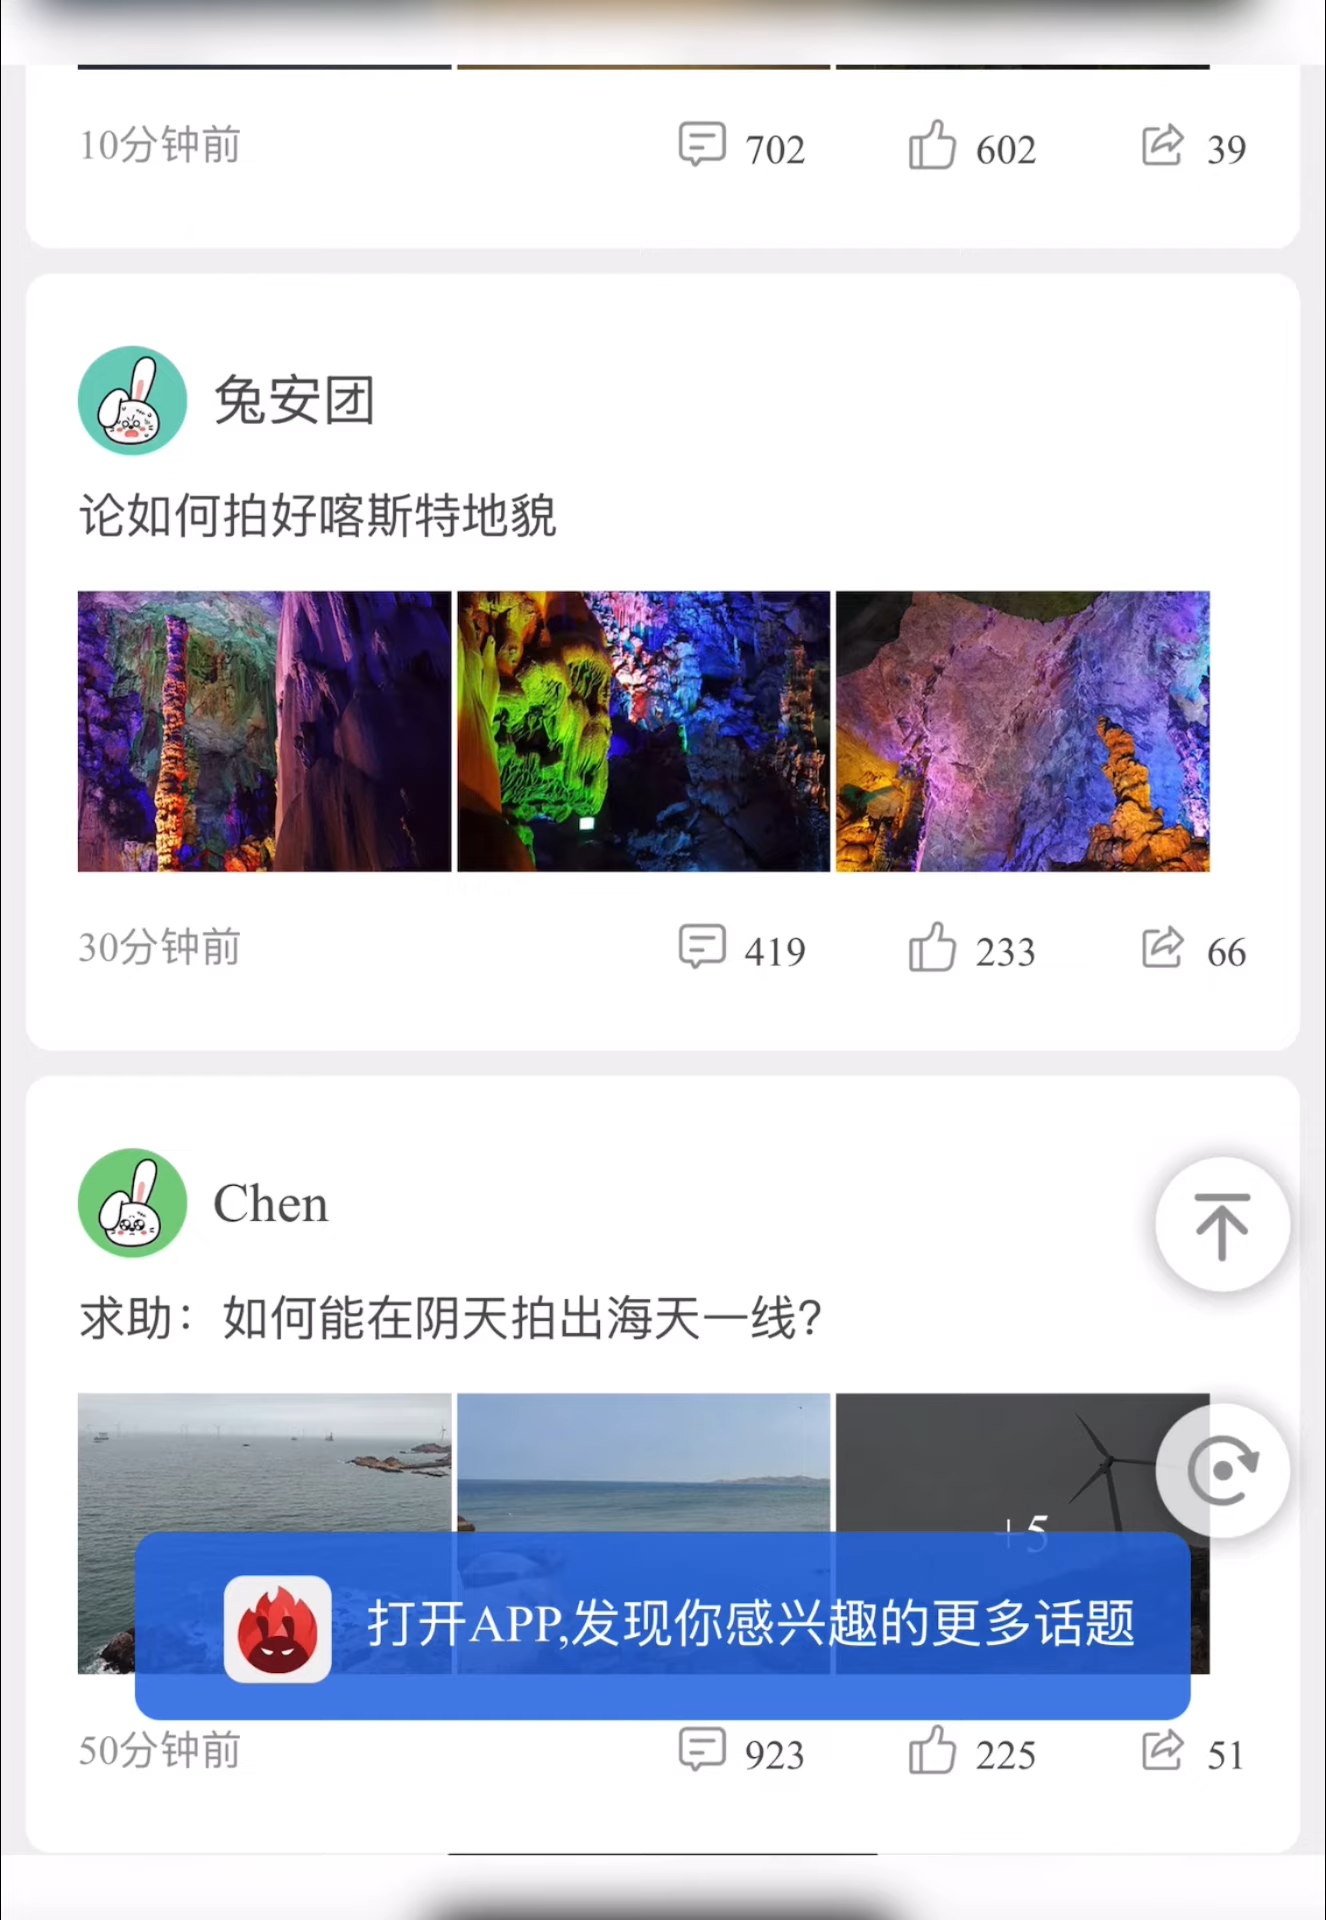 10分钟前 702 602 39
兔安团
论如何拍好喀斯特地貌
30分钟前 419 233 66
Chen
求助：如何能在阴天拍出海天一线?
+5
打开APP,发现你感兴趣的更多话题
50分钟前 923 225 51